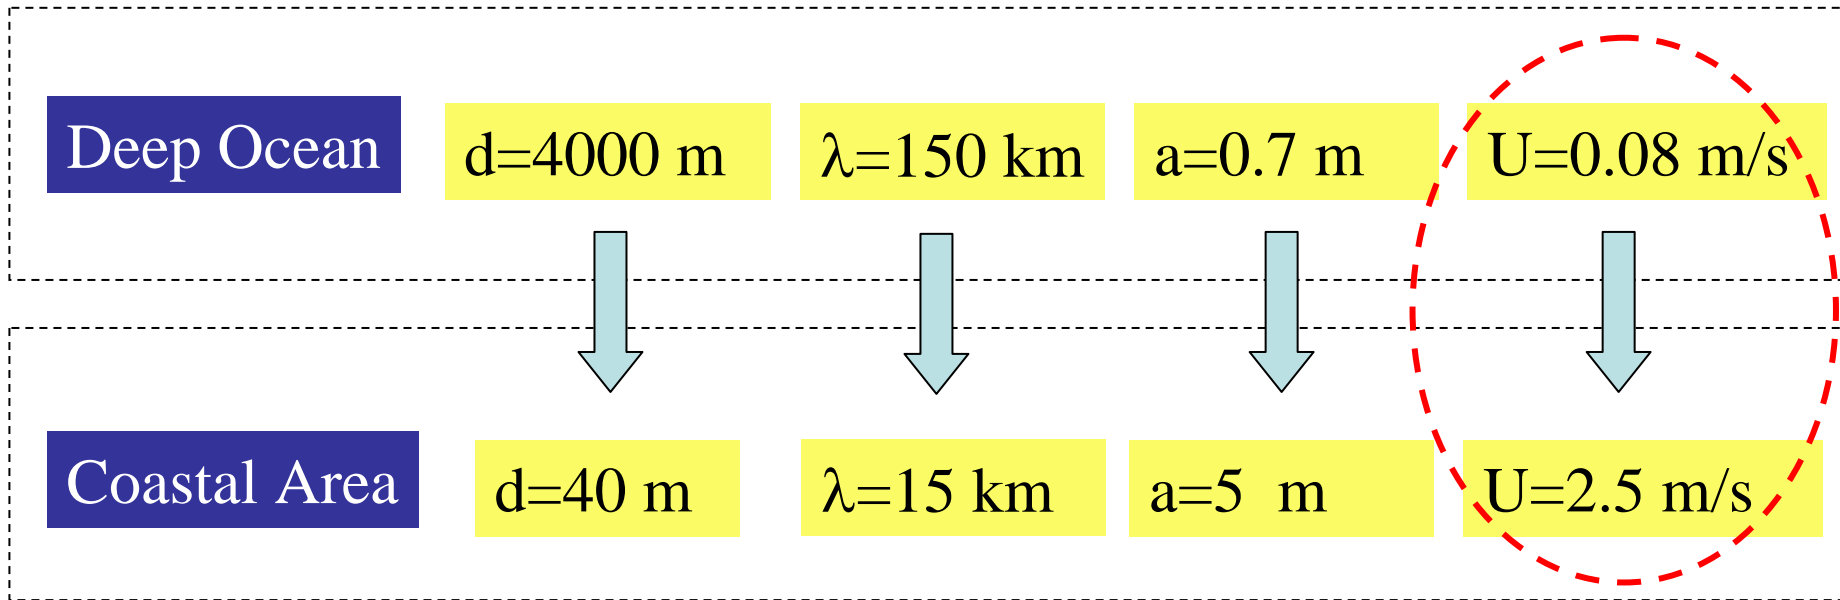 Deep Ocean d=4000 m λ=150 km a=0.7 m U=0.08 m/s
Coastal Area d=40 m λ=15 km a=5 m U=2.5 m/s